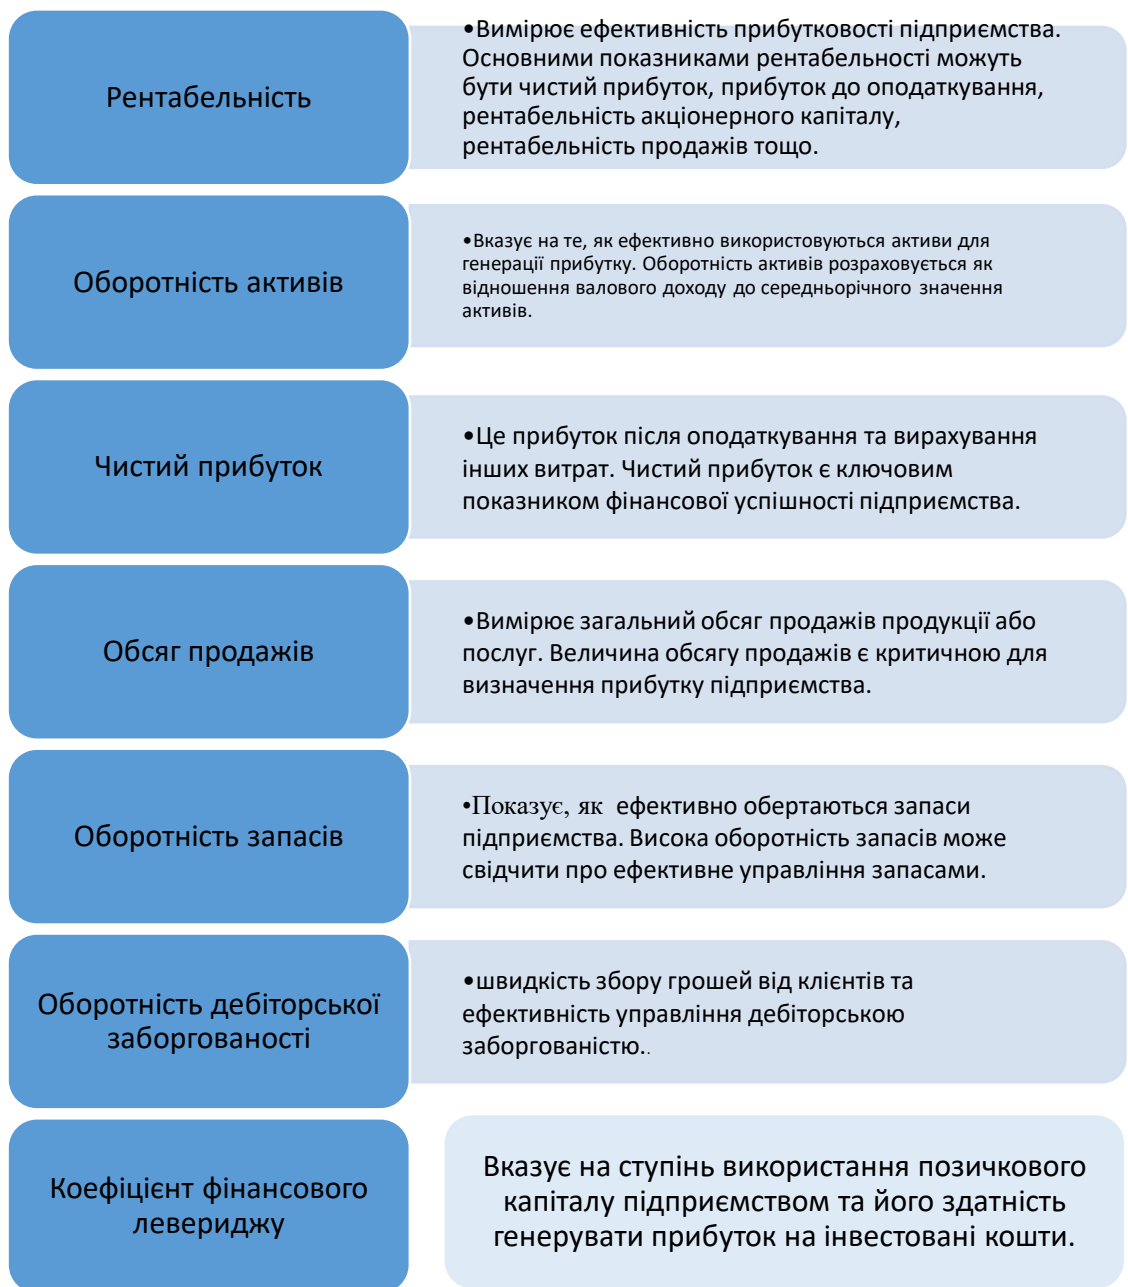 Рентабельність
•Вимірює ефективність прибутковості підприємства.
Основними показниками рентабельності можуть
бути чистий прибуток, прибуток до оподаткування,
рентабельність акціонерного капіталу,
рентабельність продажів тощо.
Оборотність активів
•Вказує на те, як ефективно використовуються активи для
генерації прибутку. Оборотність активів розраховується як
відношення валового доходу до середньорічного значення
активів.
Чистий прибуток
•Це прибуток після оподаткування та вирахування
інших витрат. Чистий прибуток є ключовим
показником фінансової успішності підприємства.
Обсяг продажів
•Вимірює загальний обсяг продажів продукції або
послуг. Величина обсягу продажів є критичною для
визначення прибутку підприємства.
Оборотність запасів
•Показує, як ефективно обертаються запаси
підприємства. Висока оборотність запасів може
свідчити про ефективне управління запасами.
Оборотність дебіторської
заборгованості
•швидкість збору грошей від клієнтів та
ефективність управління дебіторською
заборгованістю..
Коефіцієнт фінансового
левериджу
Вказує на ступінь використання позичкового
капіталу підприємством та його здатність
генерувати прибуток на інвестовані кошти.